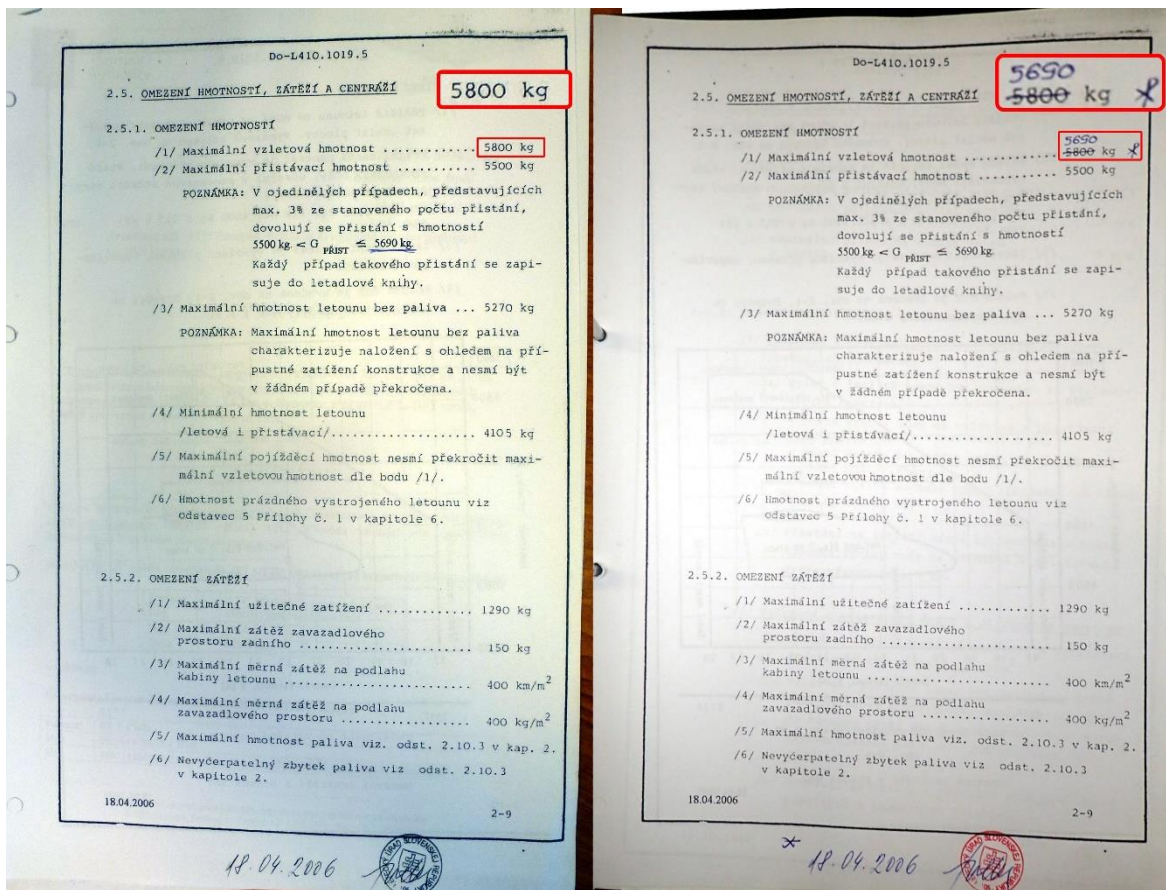 Do-L410.1019.5
2.5. OMEZENÍ HMOTNOSTÍ, ZÁTĚŽÍ A CENTRÁŽÍ
5800 kg
2.5.1. OMEZENÍ HMOTNOSTÍ
/1/ Maximální vzletová hmotnost ............. 5800 kg
/2/ Maximální přistávací hmotnost ........... 5500 kg
POZNÁMKA: V ojedinělých případech, představujících
max. 3% ze stanoveného počtu přistání,
dovolují se přistání s hmotností
5500 kg. < G PŘIST ≤ 5690 kg.
Každý případ takového přistání se zapi-
suje do letadlové knihy.
/3/ Maximální hmotnost letounu bez paliva ... 5270 kg
POZNÁMKA: Maximální hmotnost letounu bez paliva
charakterizuje naložení s ohledem na pří-
pustné zatížení konstrukce a nesmí být
v žádném případě překročena.
/4/ Minimální hmotnost letounu
/letová i přistávací/.................... 4105 kg
/5/ Maximální pojížděcí hmotnost nesmí překročit maxi-
mální vzletovou hmotnost dle bodu /1/.
/6/ Hmotnost prázdného vystrojeného letounu viz
odstavec 5 Přílohy č. 1 v kapitole 6.
2.5.2. OMEZENÍ ZÁTĚŽÍ
/1/ Maximální užitečné zatížení ............. 1290 kg
/2/ Maximální zátěž zavazadlového
prostoru zadního ........................ 150 kg
/3/ Maximální měrná zátěž na podlahu
kabiny letounu .......................... 400 km/m²
/4/ Maximální měrná zátěž na podlahu
zavazadlového prostoru .................. 400 kg/m²
/5/ Maximální hmotnost paliva viz. odst. 2.10.3 v kap. 2.
/6/ Nevyčerpatelný zbytek paliva viz odst. 2.10.3
v kapitole 2.
18.04.2006
2-9
18.04.2006
Do-L410.1019.5
2.5. OMEZENÍ HMOTNOSTÍ, ZÁTĚŽÍ A CENTRÁŽÍ
5690
5800 kg
2.5.1. OMEZENÍ HMOTNOSTÍ
5690
/1/ Maximální vzletová hmotnost ............. 5800 kg
/2/ Maximální přistávací hmotnost ........... 5500 kg
POZNÁMKA: V ojedinělých případech, představujících
max. 3% ze stanoveného počtu přistání,
dovolují se přistání s hmotností
5500 kg. < G PŘIST ≤ 5690 kg.
Každý případ takového přistání se zapi-
suje do letadlové knihy.
/3/ Maximální hmotnost letounu bez paliva ... 5270 kg
POZNÁMKA: Maximální hmotnost letounu bez paliva
charakterizuje naložení s ohledem na pří-
pustné zatížení konstrukce a nesmí být
v žádném případě překročena.
/4/ Minimální hmotnost letounu
/letová i přistávací/.................... 4105 kg
/5/ Maximální pojížděcí hmotnost nesmí překročit maxi-
mální vzletovou hmotnost dle bodu /1/.
/6/ Hmotnost prázdného vystrojeného letounu viz
odstavec 5 Přílohy č. 1 v kapitole 6.
2.5.2. OMEZENÍ ZÁTĚŽÍ
/1/ Maximální užitečné zatížení ............. 1290 kg
/2/ Maximální zátěž zavazadlového
prostoru zadního ........................ 150 kg
/3/ Maximální měrná zátěž na podlahu
kabiny letounu .......................... 400 km/m²
/4/ Maximální měrná zátěž na podlahu
zavazadlového prostoru .................. 400 kg/m²
/5/ Maximální hmotnost paliva viz. odst. 2.10.3 v kap. 2.
/6/ Nevyčerpatelný zbytek paliva viz odst. 2.10.3
v kapitole 2.
18.04.2006
2-9
18.04.2006